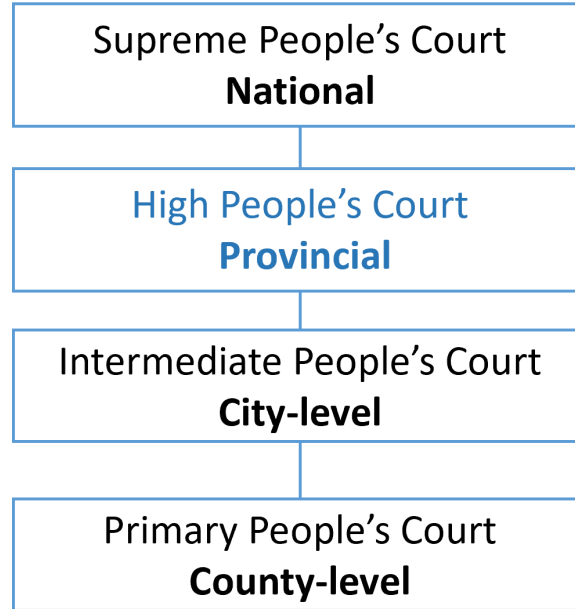 Supreme People’s Court
National
High People’s Court
Provincial
Intermediate People’s Court
City-level
Primary People’s Court
County-level